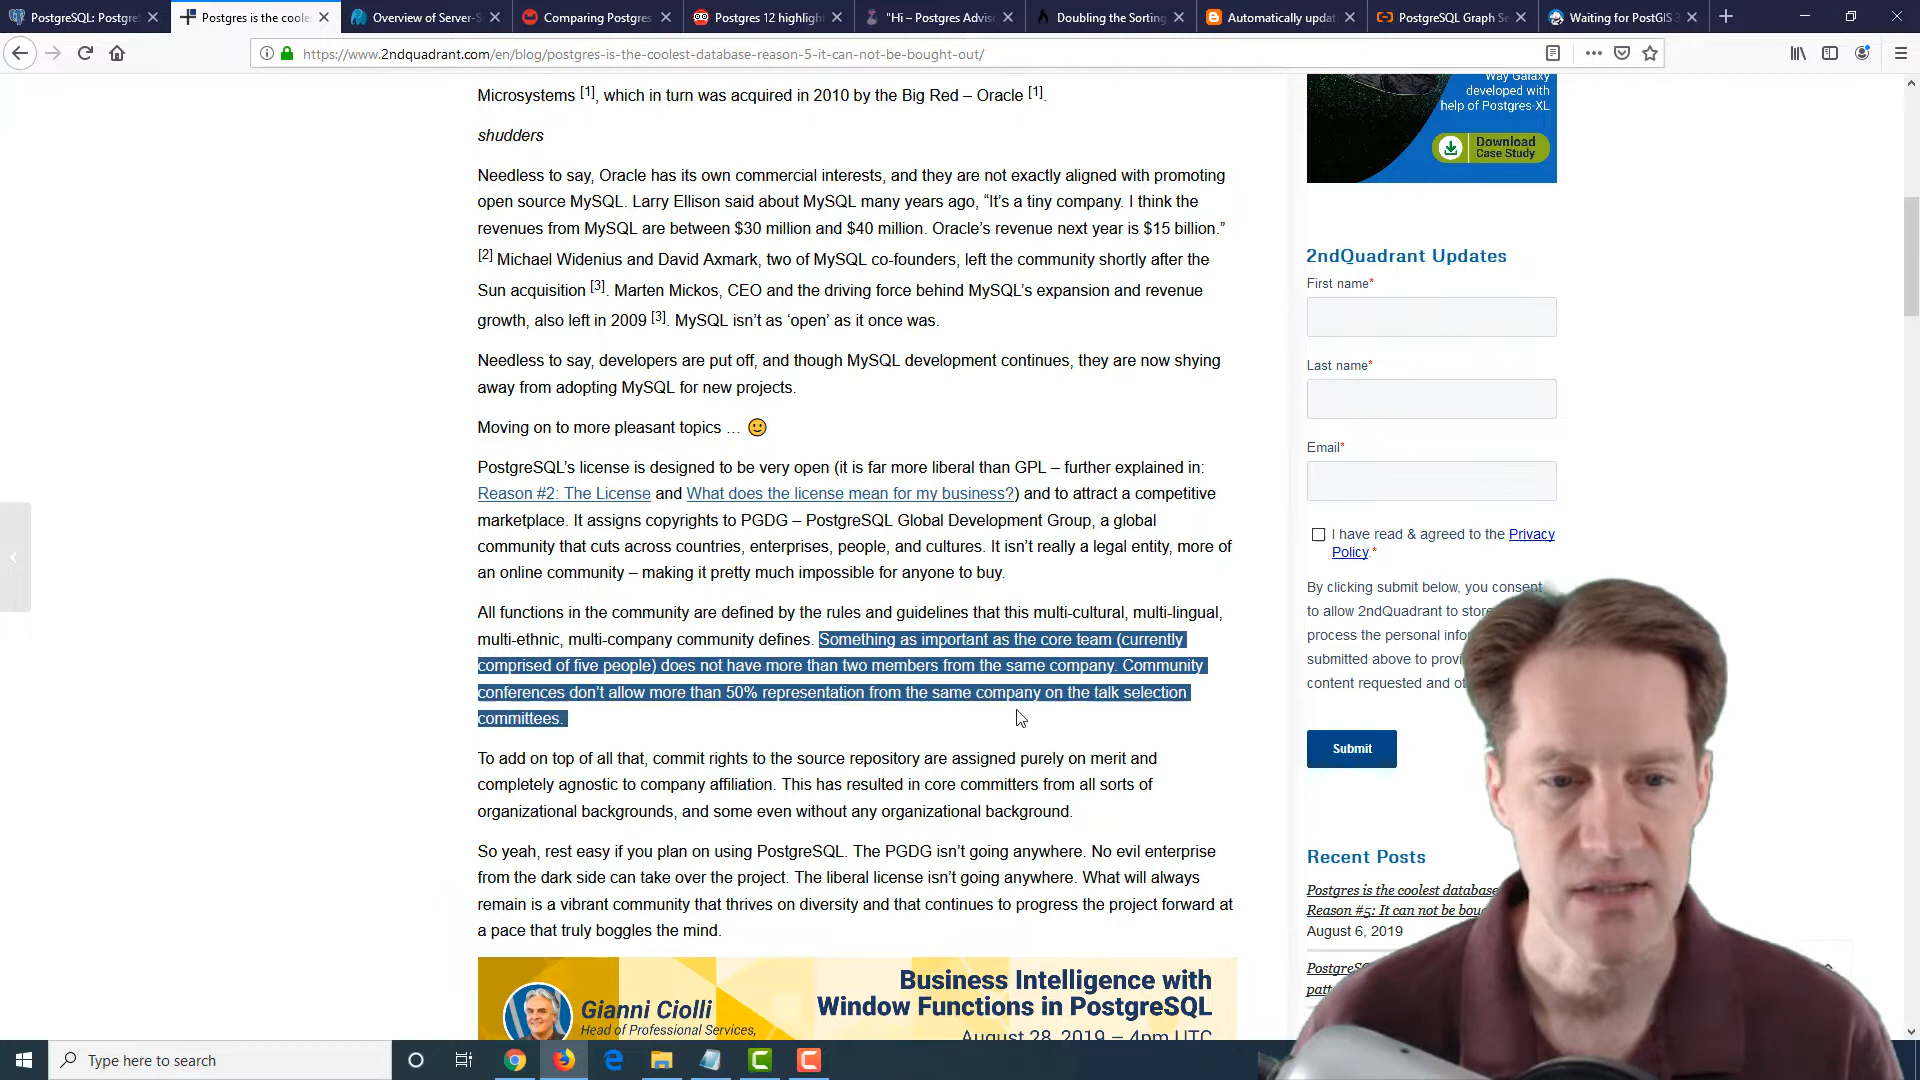 PostgreSQL: Postgre
Postgres is the coole
Overview of Server-S
Comparing Postgres
Postgres 12 highligh
"Hi – Postgres Advis
Doubling the Sorting
Automatically updat
PostgreSQL Graph Se
Waiting for PostGIS 3
https://www.2ndquadrant.com/en/blog/postgres-is-the-coolest-database-reason-5-it-can-not-be-bought-out/
Microsystems [1], which in turn was acquired in 2010 by the Big Red – Oracle [1].
shudders
Needless to say, Oracle has its own commercial interests, and they are not exactly aligned with promoting
open source MySQL. Larry Ellison said about MySQL many years ago, “It’s a tiny company. I think the
revenues from MySQL are between $30 million and $40 million. Oracle’s revenue next year is $15 billion.”
[2] Michael Widenius and David Axmark, two of MySQL co-founders, left the community shortly after the
Sun acquisition [3]. Marten Mickos, CEO and the driving force behind MySQL’s expansion and revenue
growth, also left in 2009 [3]. MySQL isn’t as ‘open’ as it once was.
Needless to say, developers are put off, and though MySQL development continues, they are now shying
away from adopting MySQL for new projects.
Moving on to more pleasant topics …
PostgreSQL’s license is designed to be very open (it is far more liberal than GPL – further explained in:
Reason #2: The License and What does the license mean for my business?) and to attract a competitive
marketplace. It assigns copyrights to PGDG – PostgreSQL Global Development Group, a global
community that cuts across countries, enterprises, people, and cultures. It isn’t really a legal entity, more of
an online community – making it pretty much impossible for anyone to buy.
All functions in the community are defined by the rules and guidelines that this multi-cultural, multi-lingual,
multi-ethnic, multi-company community defines. Something as important as the core team (currently
comprised of five people) does not have more than two members from the same company. Community
conferences don’t allow more than 50% representation from the same company on the talk selection
committees.
To add on top of all that, commit rights to the source repository are assigned purely on merit and
completely agnostic to company affiliation. This has resulted in core committers from all sorts of
organizational backgrounds, and some even without any organizational background.
So yeah, rest easy if you plan on using PostgreSQL. The PGDG isn’t going anywhere. No evil enterprise
from the dark side can take over the project. The liberal license isn’t going anywhere. What will always
remain is a vibrant community that thrives on diversity and that continues to progress the project forward at
a pace that truly boggles the mind.
Gianni Ciolli
Head of Professional Services,
Business Intelligence with
Window Functions in PostgreSQL
August 28, 2019 – 4pm UTC
Way Galaxy
developed with
help of Postgres-XL
Download
Case Study
2ndQuadrant Updates
First name*
Last name*
Email*
I have read & agreed to the Privacy
Policy.*
By clicking submit below, you consent
to allow 2ndQuadrant to store
process the personal info
submitted above to provi
content requested and ot
Submit
Recent Posts
Postgres is the coolest database
Reason #5: It can not be bou
August 6, 2019
PostgreS
patt
Type here to search